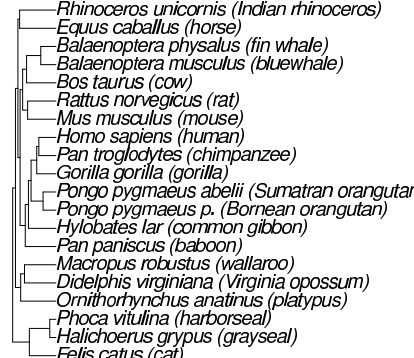 Rhinoceros unicornis (Indian rhinoceros)
Equus caballus (horse)
Balaenoptera physalus (fin whale)
Balaenoptera musculus (bluewhale)
Bos taurus (cow)
Rattus norvegicus (rat)
Mus musculus (mouse)
Homo sapiens (human)
Pan troglodytes (chimpanzee)
Gorilla gorilla (gorilla)
Pongo pygmaeus abelii (Sumatran orangutan
Pongo pygmaeus p. (Bornean orangutan)
Hylobates lar (common gibbon)
Pan paniscus (baboon)
Macropus robustus (wallaroo)
Didelphis virginiana (Virginia opossum)
Ornithorhynchus anatinus (platypus)
Phoca vitulina (harborseal)
Halichoerus grypus (grayseal)
Felis catus (cat)